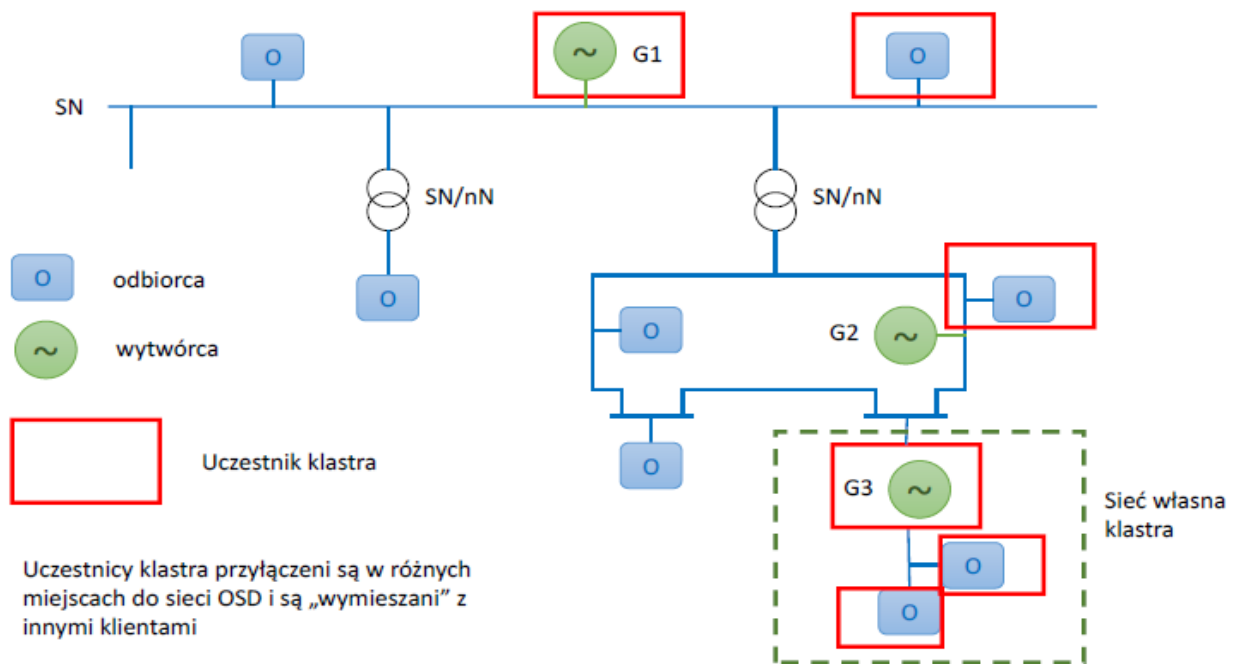 O
~
G1
O
SN
SN/nN
SN/nN
O
odbiorca
O
O
O
G2
~
~
wytwórca
O
Uczestnik klastra
G3
~
Sieć własna
klastra
O
O
Uczestnicy klastra przyłączeni są w różnych
miejscach do sieci OSD i są „wymieszani” z
innymi klientami